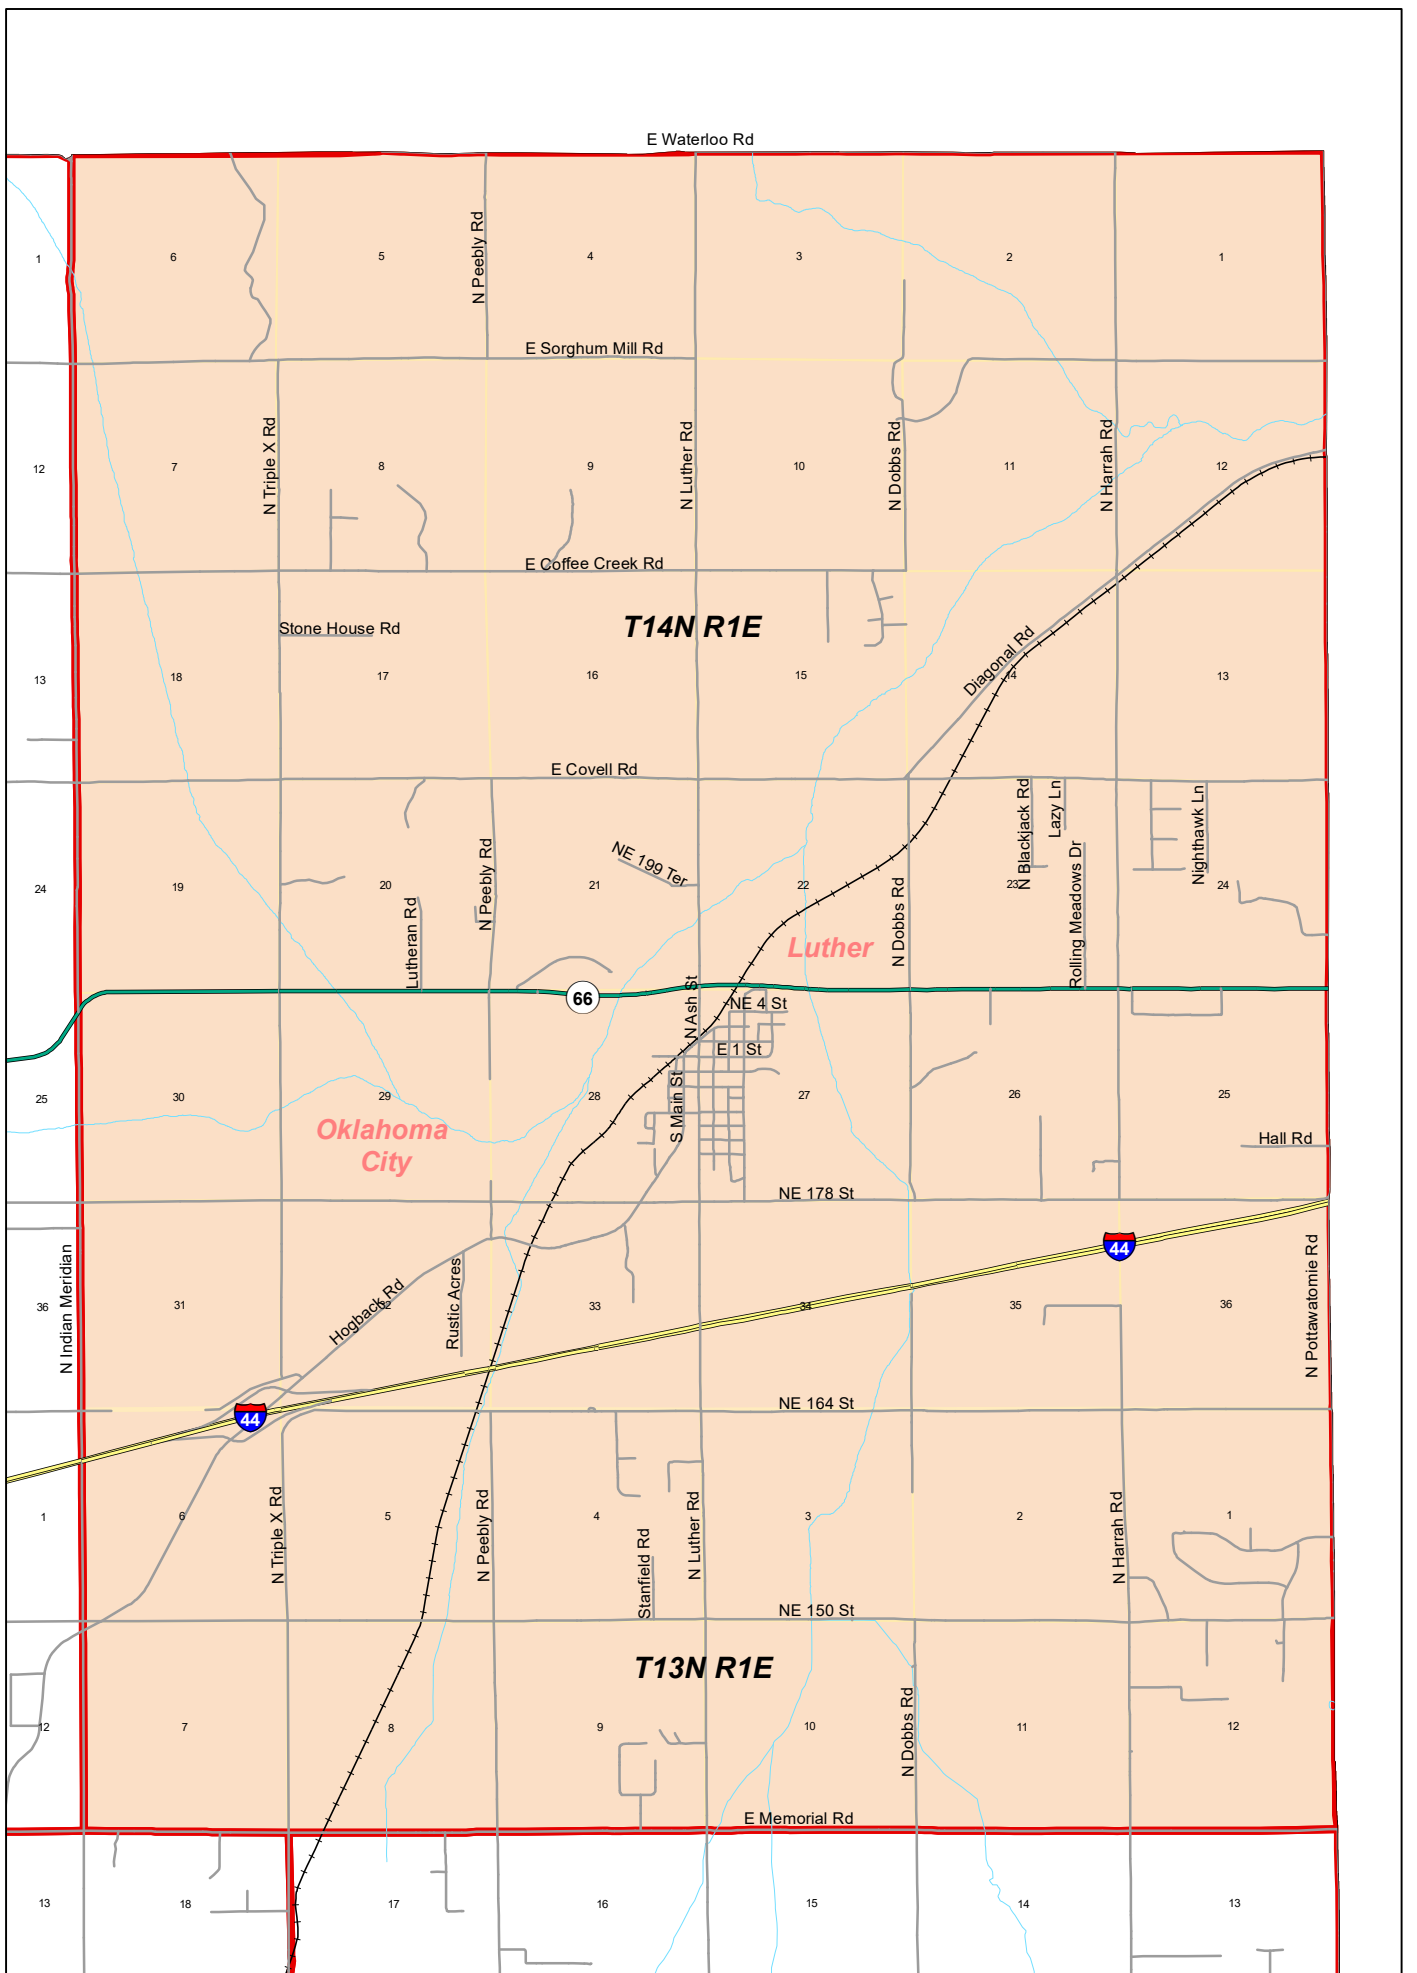 E Waterloo Rd
N Peebly Rd
1
6
5
4
3
2
1
E Sorghum Mill Rd
N Triple X Rd
N Luther Rd
N Dobbs Rd
N Harrah Rd
12
7
8
9
10
11
12
E Coffee Creek Rd
Stone House Rd
T14N R1E
Diagonal Rd
13
18
17
16
15
14
13
E Covell Rd
N Blackjack Rd
Lazy Ln
Nighthawk Ln
N Peebly Rd
NE 199 Ter
Rolling Meadows Dr
24
19
20
21
22
23
24
Lutheran Rd
N Dobbs Rd
Luther
66
N Ash St
NE 4 St
E 1 St
S Main St
25
30
29
28
27
26
25
Oklahoma
City
Hall Rd
NE 178 St
44
N Indian Meridian
Rustic Acres
Hogback Rd
N Pottawatomie Rd
36
31
32
33
34
35
36
NE 164 St
44
N Triple X Rd
N Peebly Rd
N Luther Rd
N Harrah Rd
1
6
5
4
3
2
1
Stanfield Rd
NE 150 St
T13N R1E
N Dobbs Rd
12
7
8
9
10
11
12
E Memorial Rd
13
18
17
16
15
14
13